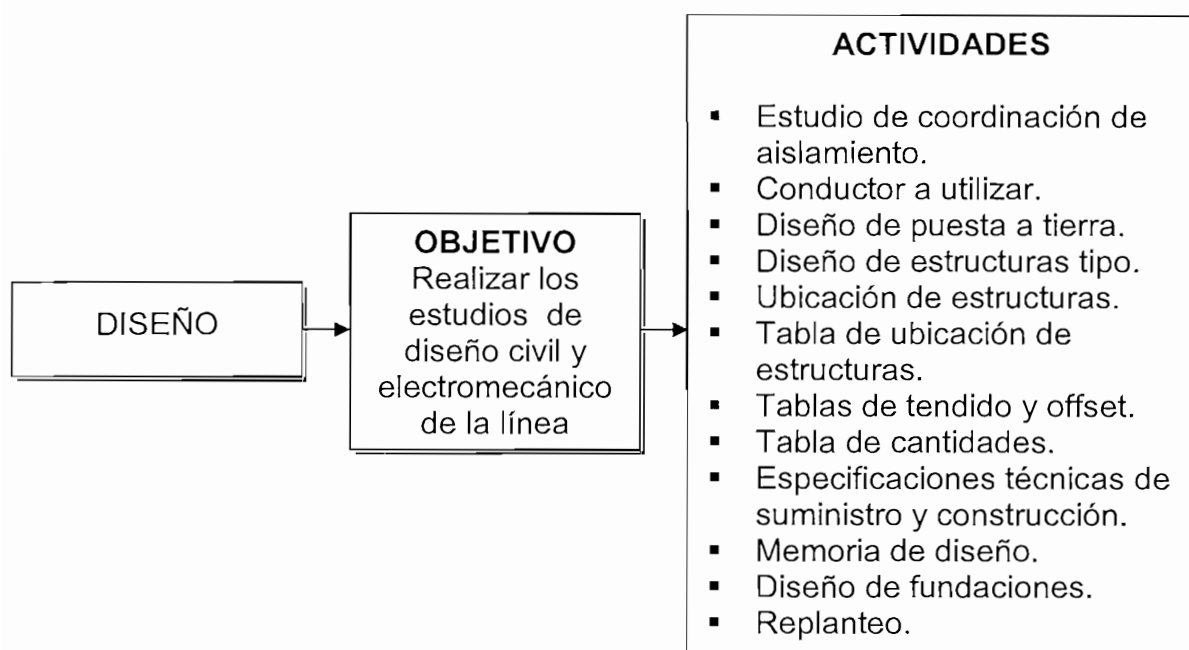 DISEÑO
OBJETIVO
Realizar los
estudios de
diseño civil y
electromecánico
de la línea
ACTIVIDADES
▪ Estudio de coordinación de
aislamiento.
▪ Conductor a utilizar.
▪ Diseño de puesta a tierra.
▪ Diseño de estructuras tipo.
▪ Ubicación de estructuras.
▪ Tabla de ubicación de
estructuras.
▪ Tablas de tendido y offset.
▪ Tabla de cantidades.
▪ Especificaciones técnicas de
suministro y construcción.
▪ Memoria de diseño.
▪ Diseño de fundaciones.
▪ Replanteo.